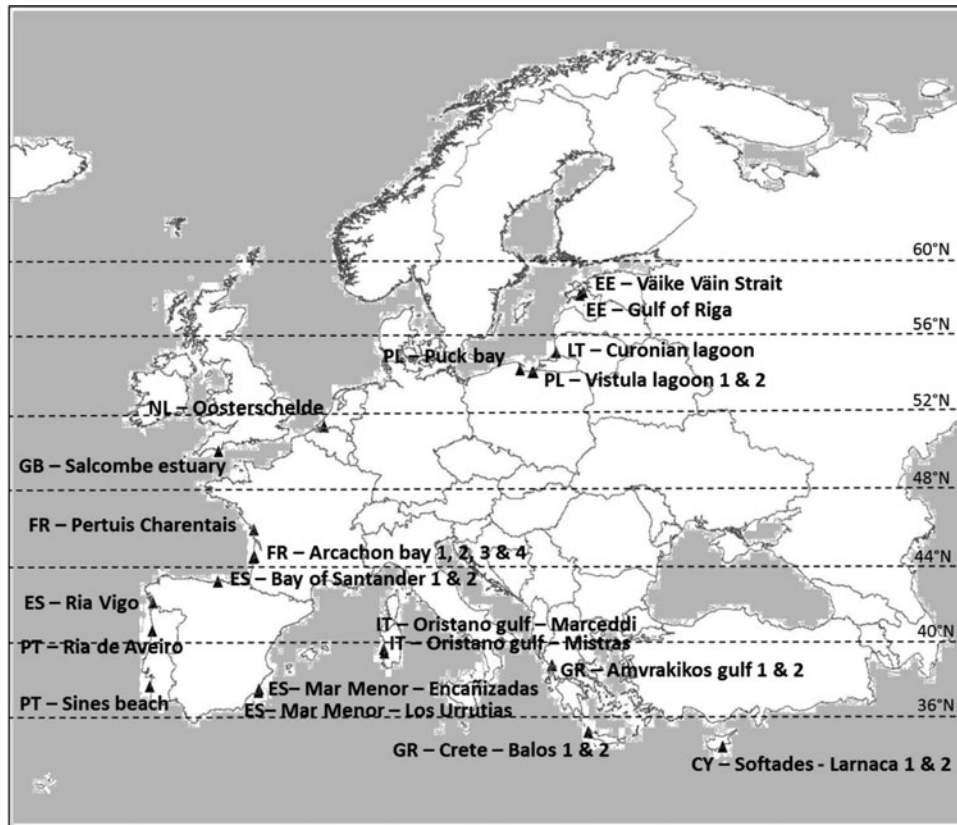 60°N
EE – Väike Väin Strait
EE – Gulf of Riga
56°N
PL – Puck bay
LT – Curonian lagoon
PL – Vistula lagoon 1 & 2
NL – Oosterschelde
52°N
GB – Salcombe estuary
48°N
FR – Pertuis Charentais
FR – Arcachon bay 1, 2, 3 & 4
44°N
ES – Bay of Santander 1 & 2
ES – Ria Vigo
IT – Oristano gulf – Marceddi
PT – Ria de Aveiro
IT – Oristano gulf – Mistras
40°N
GR – Amvrakikos gulf 1 & 2
ES– Mar Menor – Encañizadas
PT – Sines beach
ES– Mar Menor – Los Urrutias
36°N
GR – Crete – Balos 1 & 2
CY – Softades - Larnaca 1 & 2